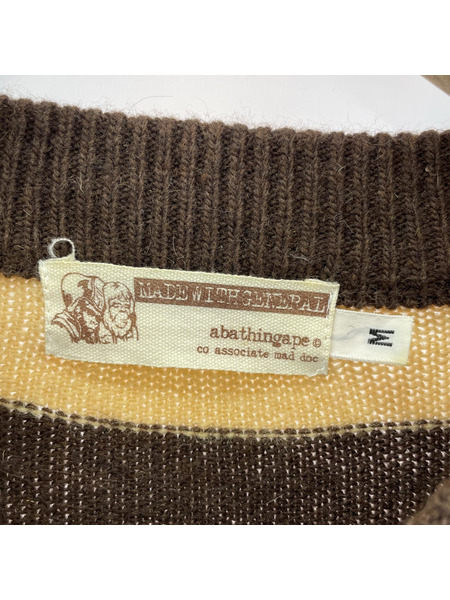 MADE WITH GENERAL
abathingape©
co associate mad doc
M